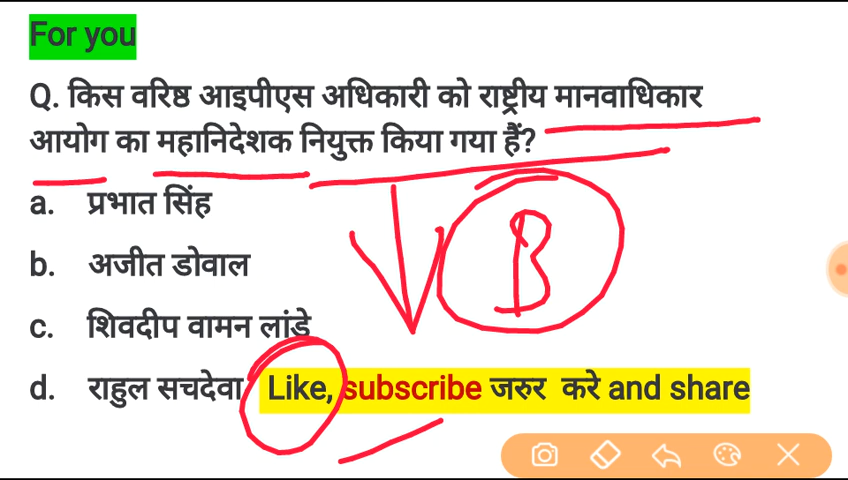 For you
Q. किस वरिष्ठ आइपीएस अधिकारी को राष्ट्रीय मानवाधिकार
आयोग का महानिदेशक नियुक्त किया गया हैं?
a. प्रभात सिंह
b. अजीत डोवाल
B
c. शिवदीप वामन लांडे
d. राहुल सचदेवा Like, subscribe जरुर करे and share